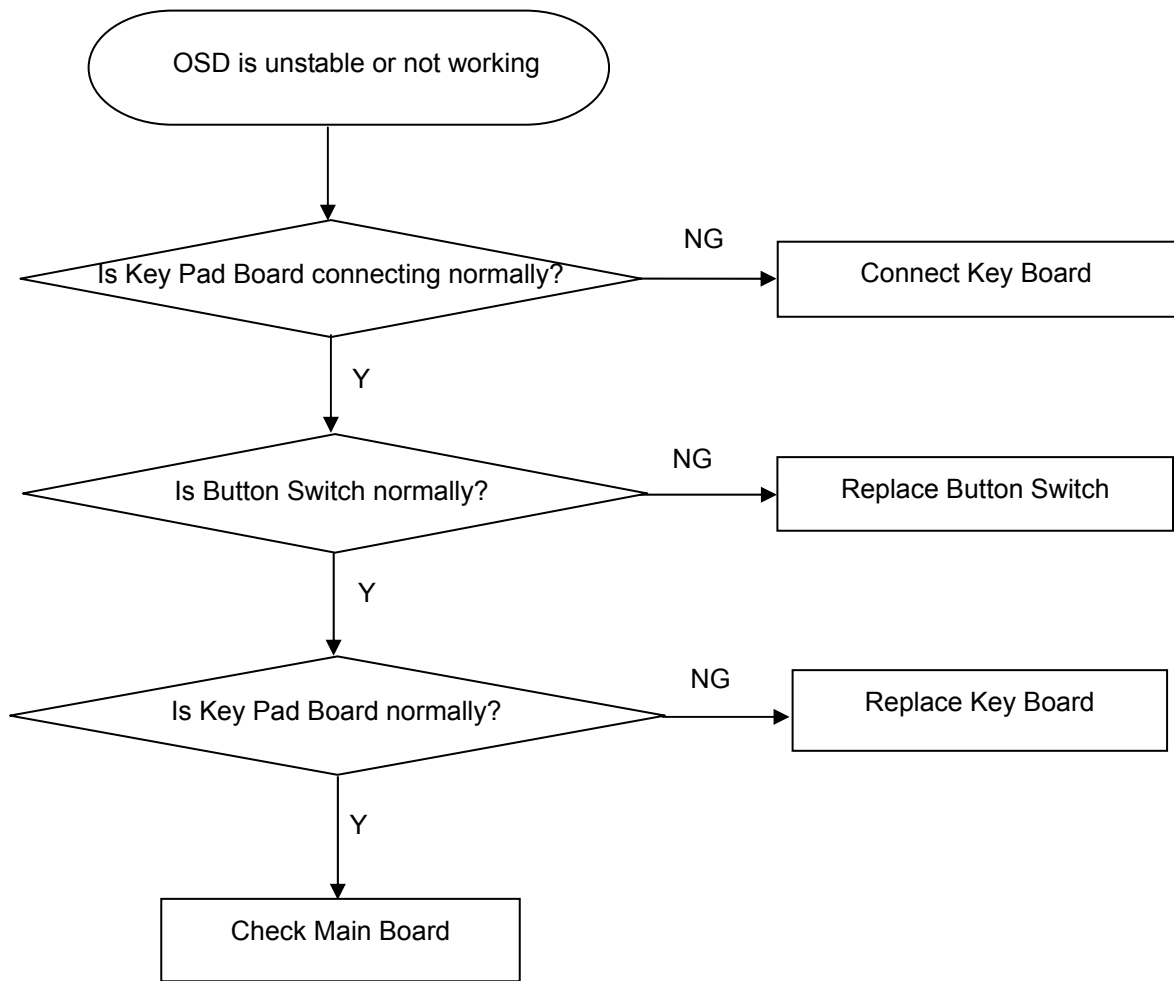 OSD is unstable or not working
Is Key Pad Board connecting normally?
NG
Connect Key Board
Y
Is Button Switch normally?
NG
Replace Button Switch
Y
Is Key Pad Board normally?
NG
Replace Key Board
Y
Check Main Board